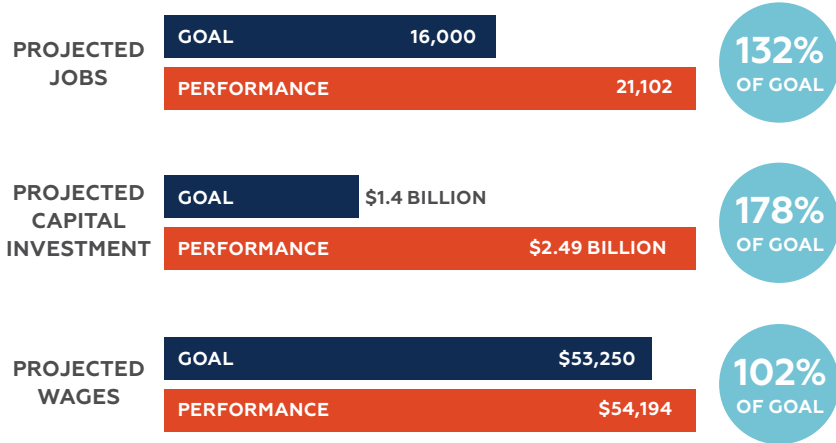 PROJECTED
JOBS
GOAL 16,000
PERFORMANCE 21,102
132%
OF GOAL
PROJECTED
CAPITAL
INVESTMENT
GOAL $1.4 BILLION
PERFORMANCE $2.49 BILLION
178%
OF GOAL
PROJECTED
WAGES
GOAL $53,250
PERFORMANCE $54,194
102%
OF GOAL